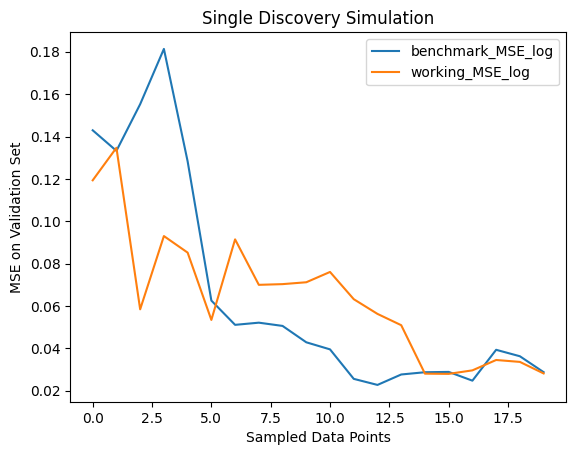 Single Discovery Simulation
benchmark_MSE_log
working_MSE_log
MSE on Validation Set
0.18
0.16
0.14
0.12
0.10
0.08
0.06
0.04
0.02
0.0 2.5 5.0 7.5 10.0 12.5 15.0 17.5
Sampled Data Points